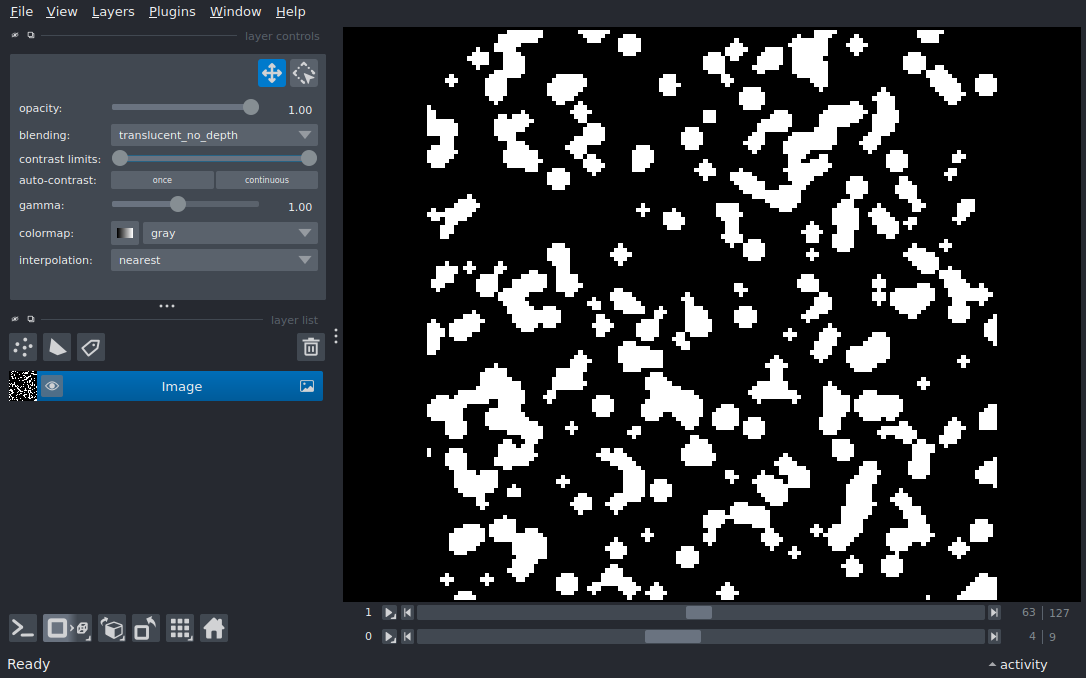 File View Layers Plugins Window Help
layer controls
opacity: 1.00
blending: translucent_no_depth
contrast limits:
auto-contrast: once continuous
gamma: 1.00
colormap: gray
interpolation: nearest
layer list
Image
1 63 127
0 4 9
Ready activity